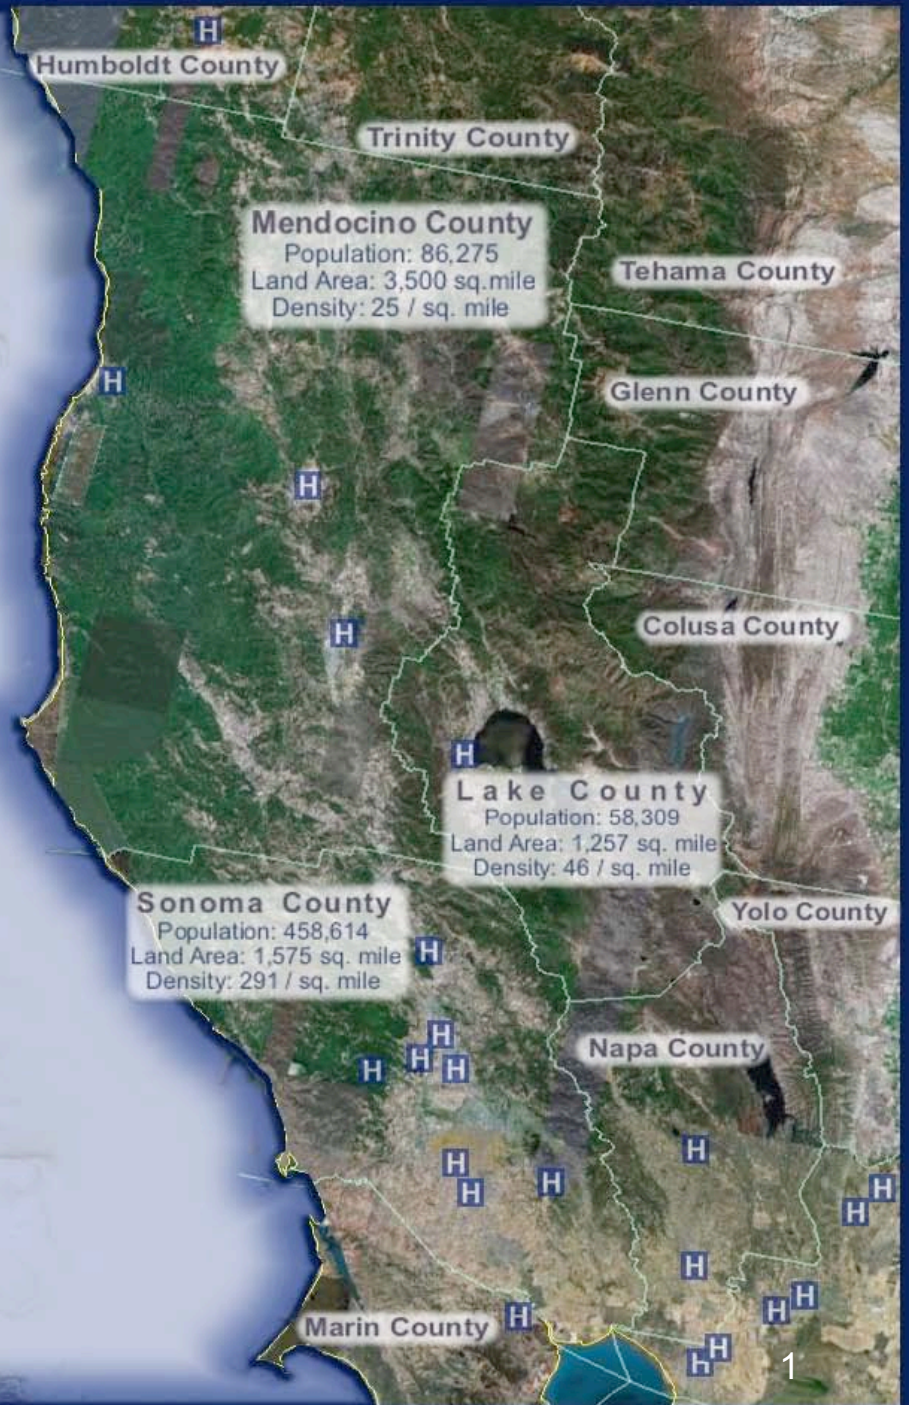 H
Humboldt County
Trinity County
Mendocino County
Population: 86,275
Land Area: 3,500 sq.mile
Density: 25 / sq. mile
Tehama County
H
Glenn County
H
Colusa County
H
H
Lake County
Population: 58,309
Land Area: 1,257 sq. mile
Density: 46 / sq. mile
Sonoma County
Population: 458,614
Land Area: 1,575 sq. mile
Density: 291 / sq. mile
Yolo County
H
H
H
H
H
Napa County
H
H
H
H
H
H
H
H
H
Marin County
H
H
h
1